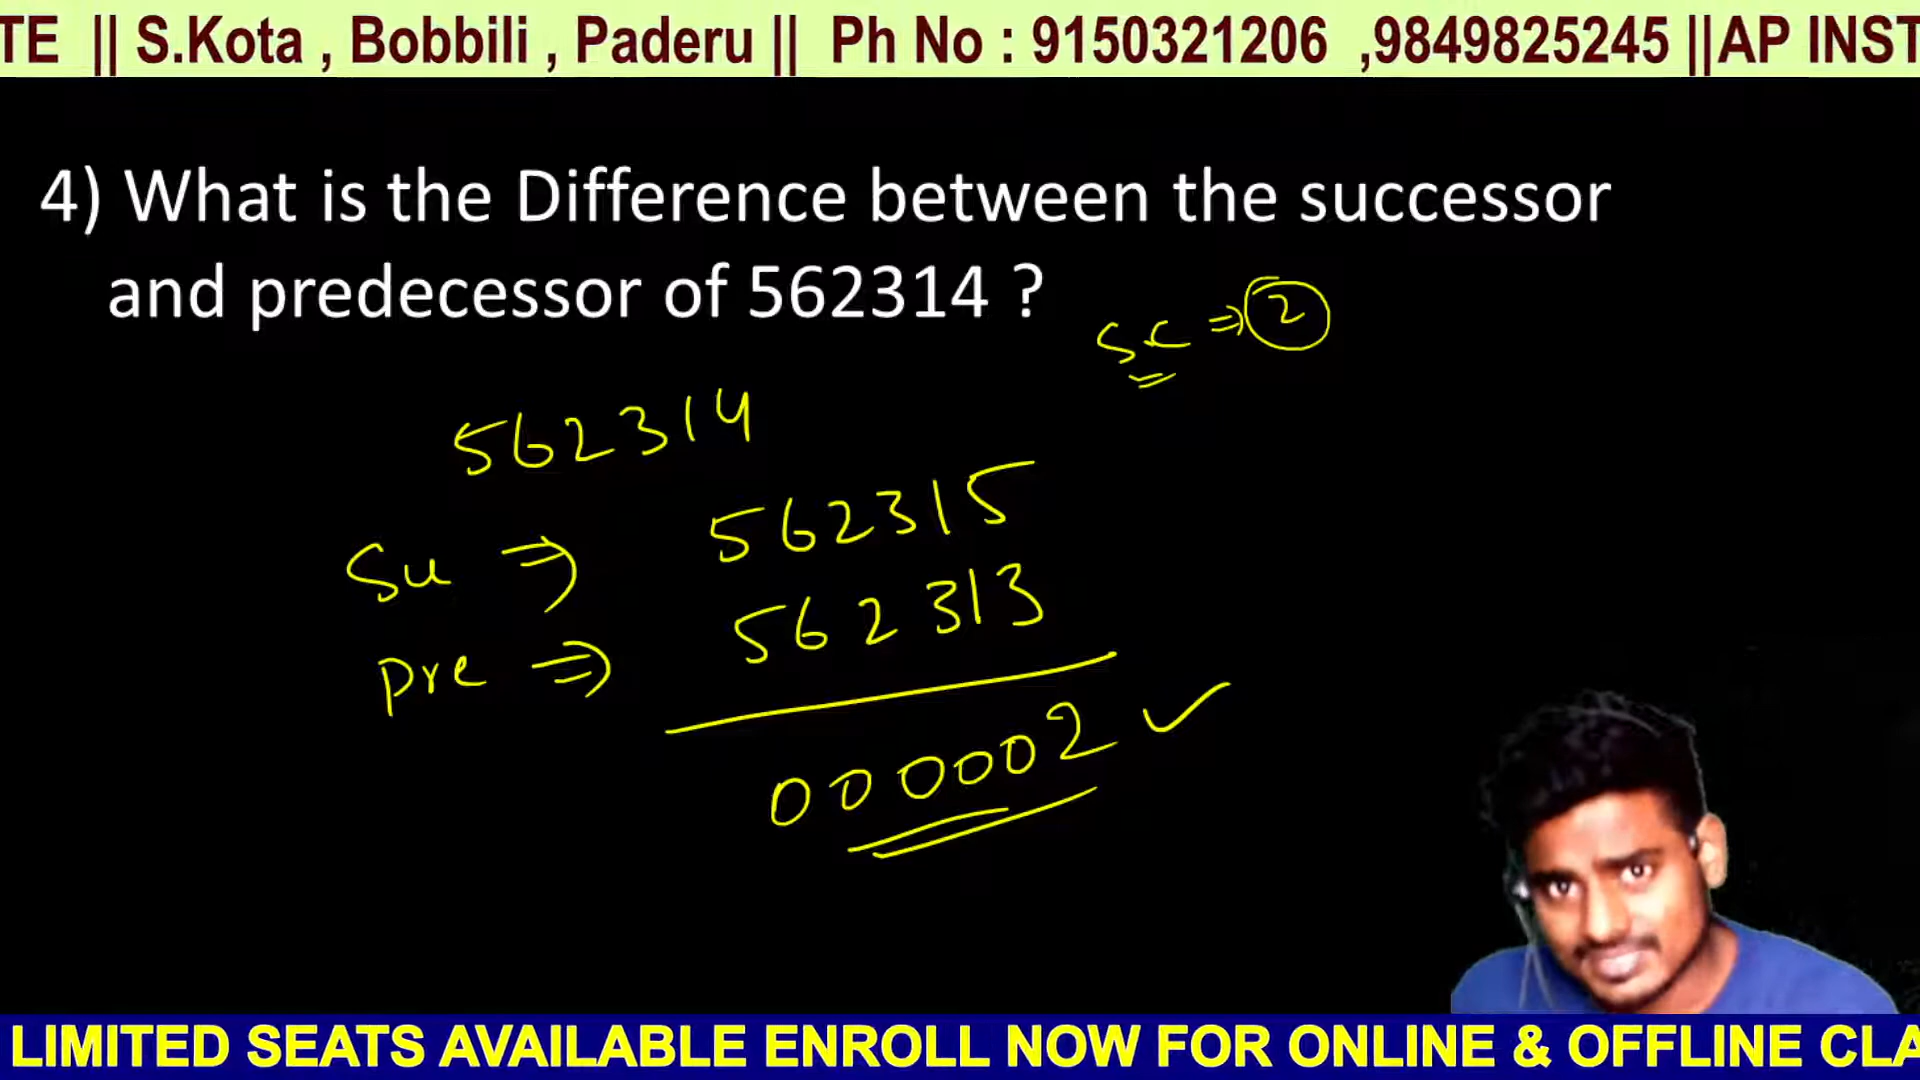 TE || S.Kota , Bobbili , Paderu || Ph No : 9150321206 ,9849825245 ||AP INST
4) What is the Difference between the successor
and predecessor of 562314 ?
sc ⇒ 2
562314
Su ⇒ 562315
pre ⇒ 562313
000002 ✓
LIMITED SEATS AVAILABLE ENROLL NOW FOR ONLINE & OFFLINE CLA